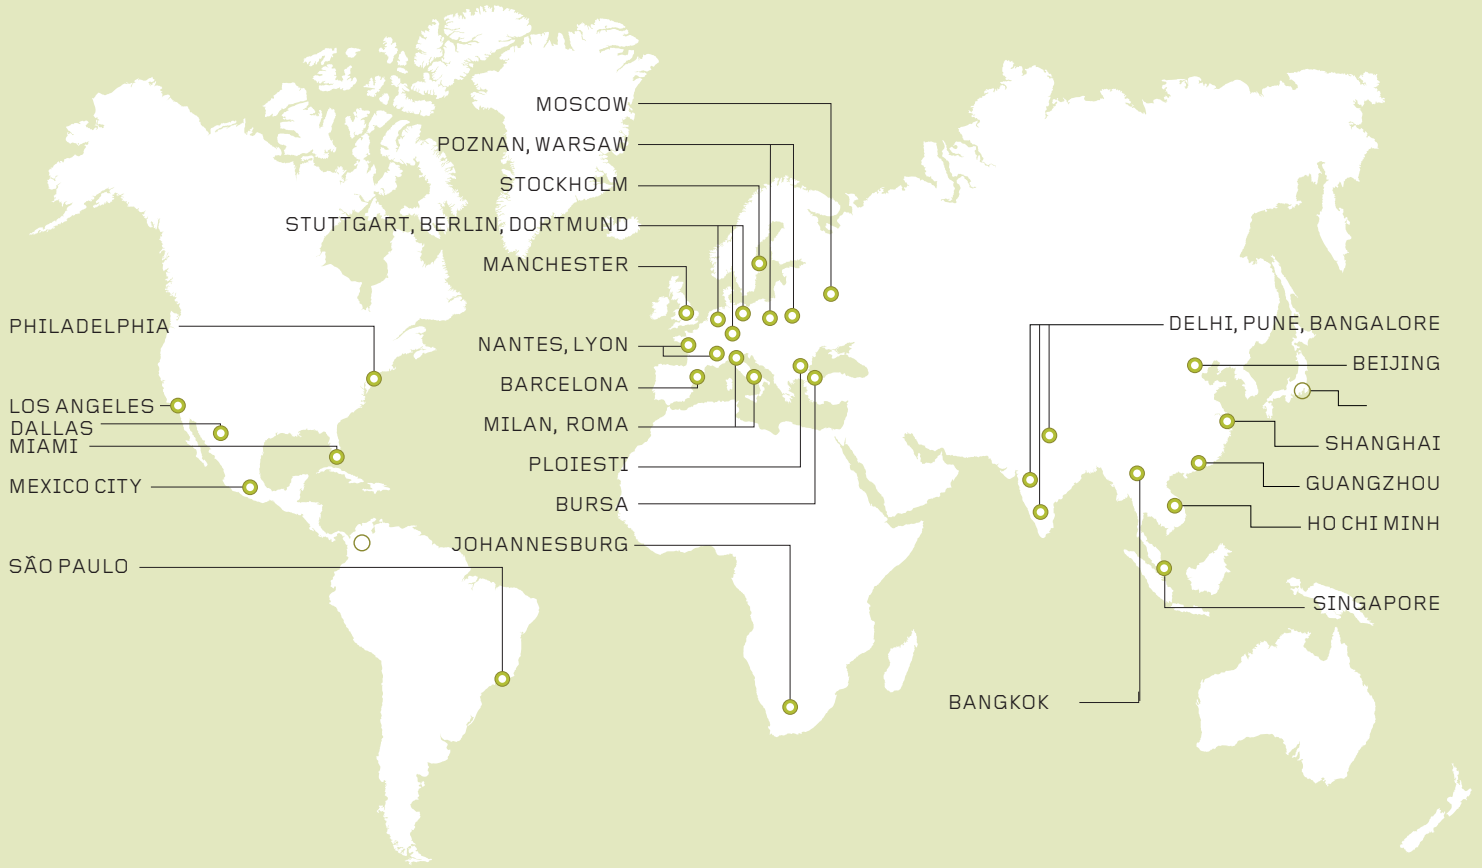 MOSCOW
POZNAN, WARSAW
STOCKHOLM
STUTTGART, BERLIN, DORTMUND
MANCHESTER
PHILADELPHIA
NANTES, LYON
BARCELONA
LOS ANGELES
DALLAS
MIAMI
MILAN, ROMA
PLOIESTI
MEXICO CITY
BURSA
JOHANNESBURG
SÃO PAULO
DELHI, PUNE, BANGALORE
BEIJING
SHANGHAI
GUANGZHOU
HO CHI MINH
SINGAPORE
BANGKOK